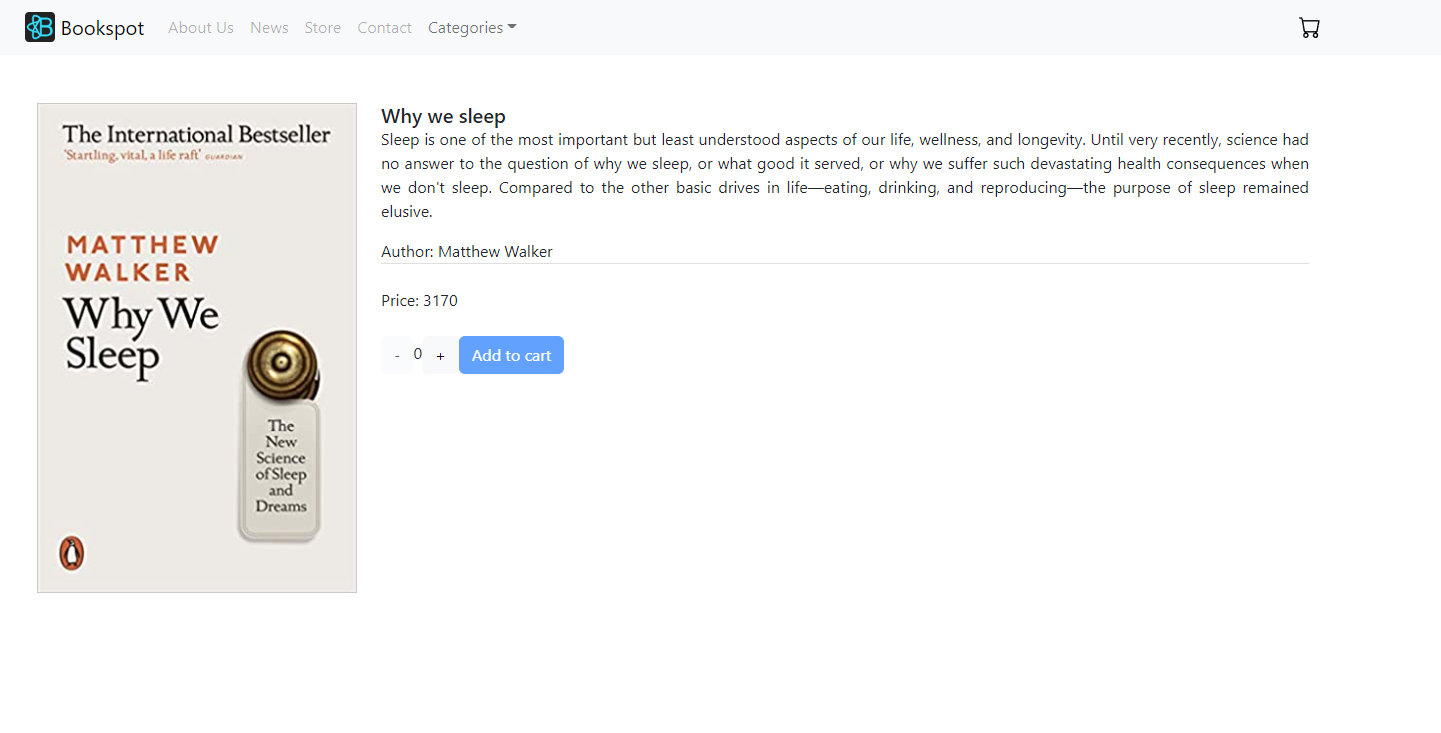 Bookspot About Us News Store Contact Categories
The International Bestseller
'Startling, vital, a life raft' GUARDIAN
MATTHEW
WALKER
Why We
Sleep
The
New
Science
of Sleep
and
Dreams
Why we sleep
Sleep is one of the most important but least understood aspects of our life, wellness, and longevity. Until very recently, science had
no answer to the question of why we sleep, or what good it served, or why we suffer such devastating health consequences when
we don't sleep. Compared to the other basic drives in life—eating, drinking, and reproducing—the purpose of sleep remained
elusive.
Author: Matthew Walker
Price: 3170
- 0 + Add to cart